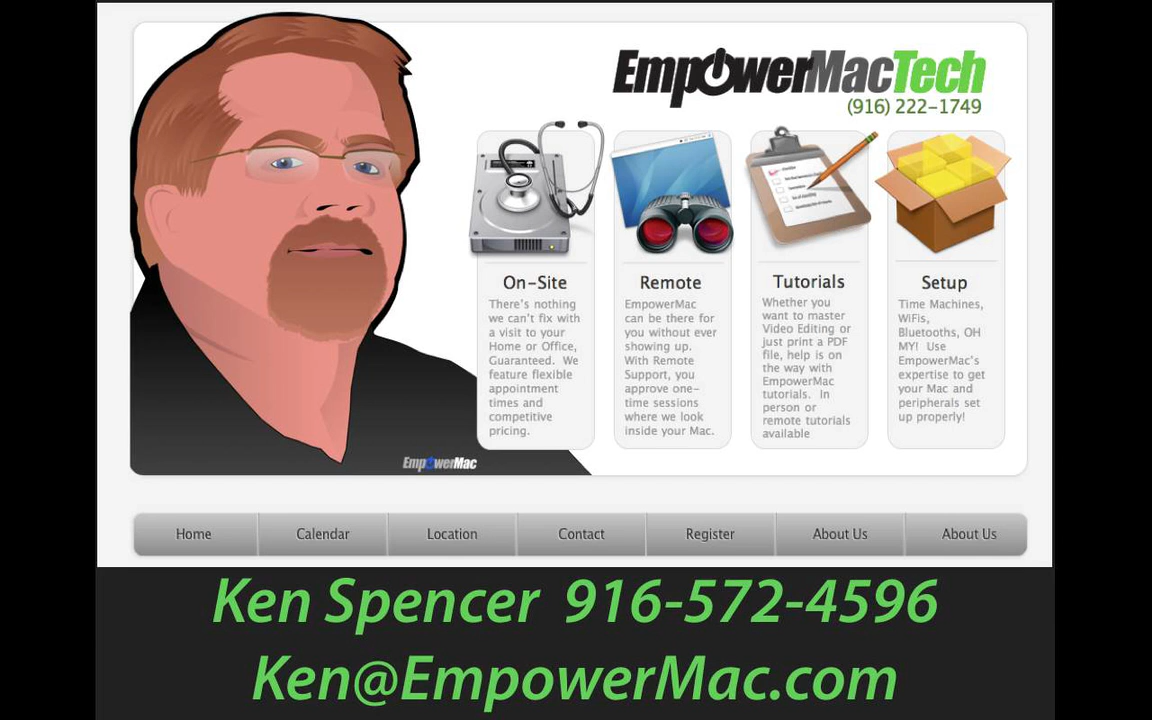 EmpowerMacTech
(916) 222-1749
On-Site
There's nothing
we can't fix with
a visit to your
Home or Office,
Guaranteed. We
feature flexible
appointment
times and
competitive
pricing.
Remote
EmpowerMac
can be there for
you without ever
showing up.
With Remote
Support, you
approve one-
time sessions
where we look
inside your Mac.
Tutorials
Whether you
want to master
Video Editing or
just print a PDF
file, help is on
the way with
EmpowerMac
tutorials. In
person or
remote tutorials
available
Setup
Time Machines,
WiFis,
Bluetooths, OH
MY! Use
EmpowerMac's
expertise to get
your Mac and
peripherals set
up properly!
EmpowerMac
Home
Calendar
Location
Contact
Register
About Us
About Us
Ken Spencer 916-572-4596
Ken@EmpowerMac.com